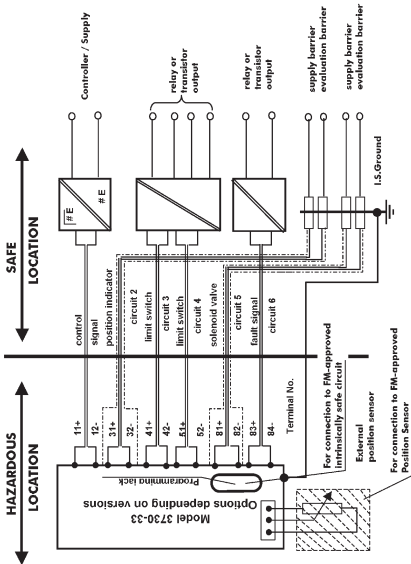 Controller / Supply
relay or
transistor
output
relay or
transistor
output
supply barrier
evaluation barrier
supply barrier
evaluation barrier
SAFE
LOCATION
# E
# E
I.S.Ground
control
signal
position indicator
circuit 2
limit switch
circuit 3
limit switch
circuit 4
solenoid valve
circuit 5
fault signal
circuit 6
HAZARDOUS
LOCATION
11+
12-
31+
32-
41+
42-
51+
52-
81+
82-
83+
84-
Terminal No.
Model 3730-33
Options depending on versions
Programming jack
For connection to FM-approved
intrinsically safe circuit
External
position sensor
For connection to FM-approved
Position Sensor